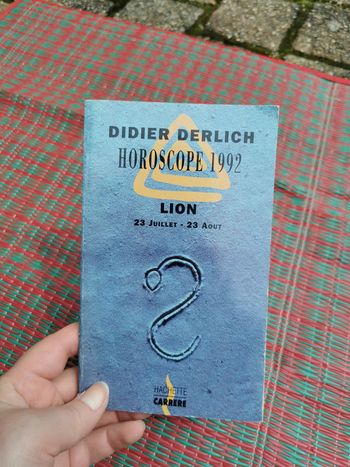 DIDIER DERLICH
HOROSCOPE 1992
LION
23 JUILLET - 23 AOUT
HACHETTE
CARRERE